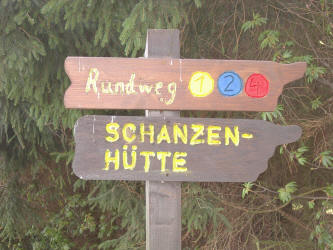 Rundweg 1 2 4
SCHANZEN-
HÜTTE